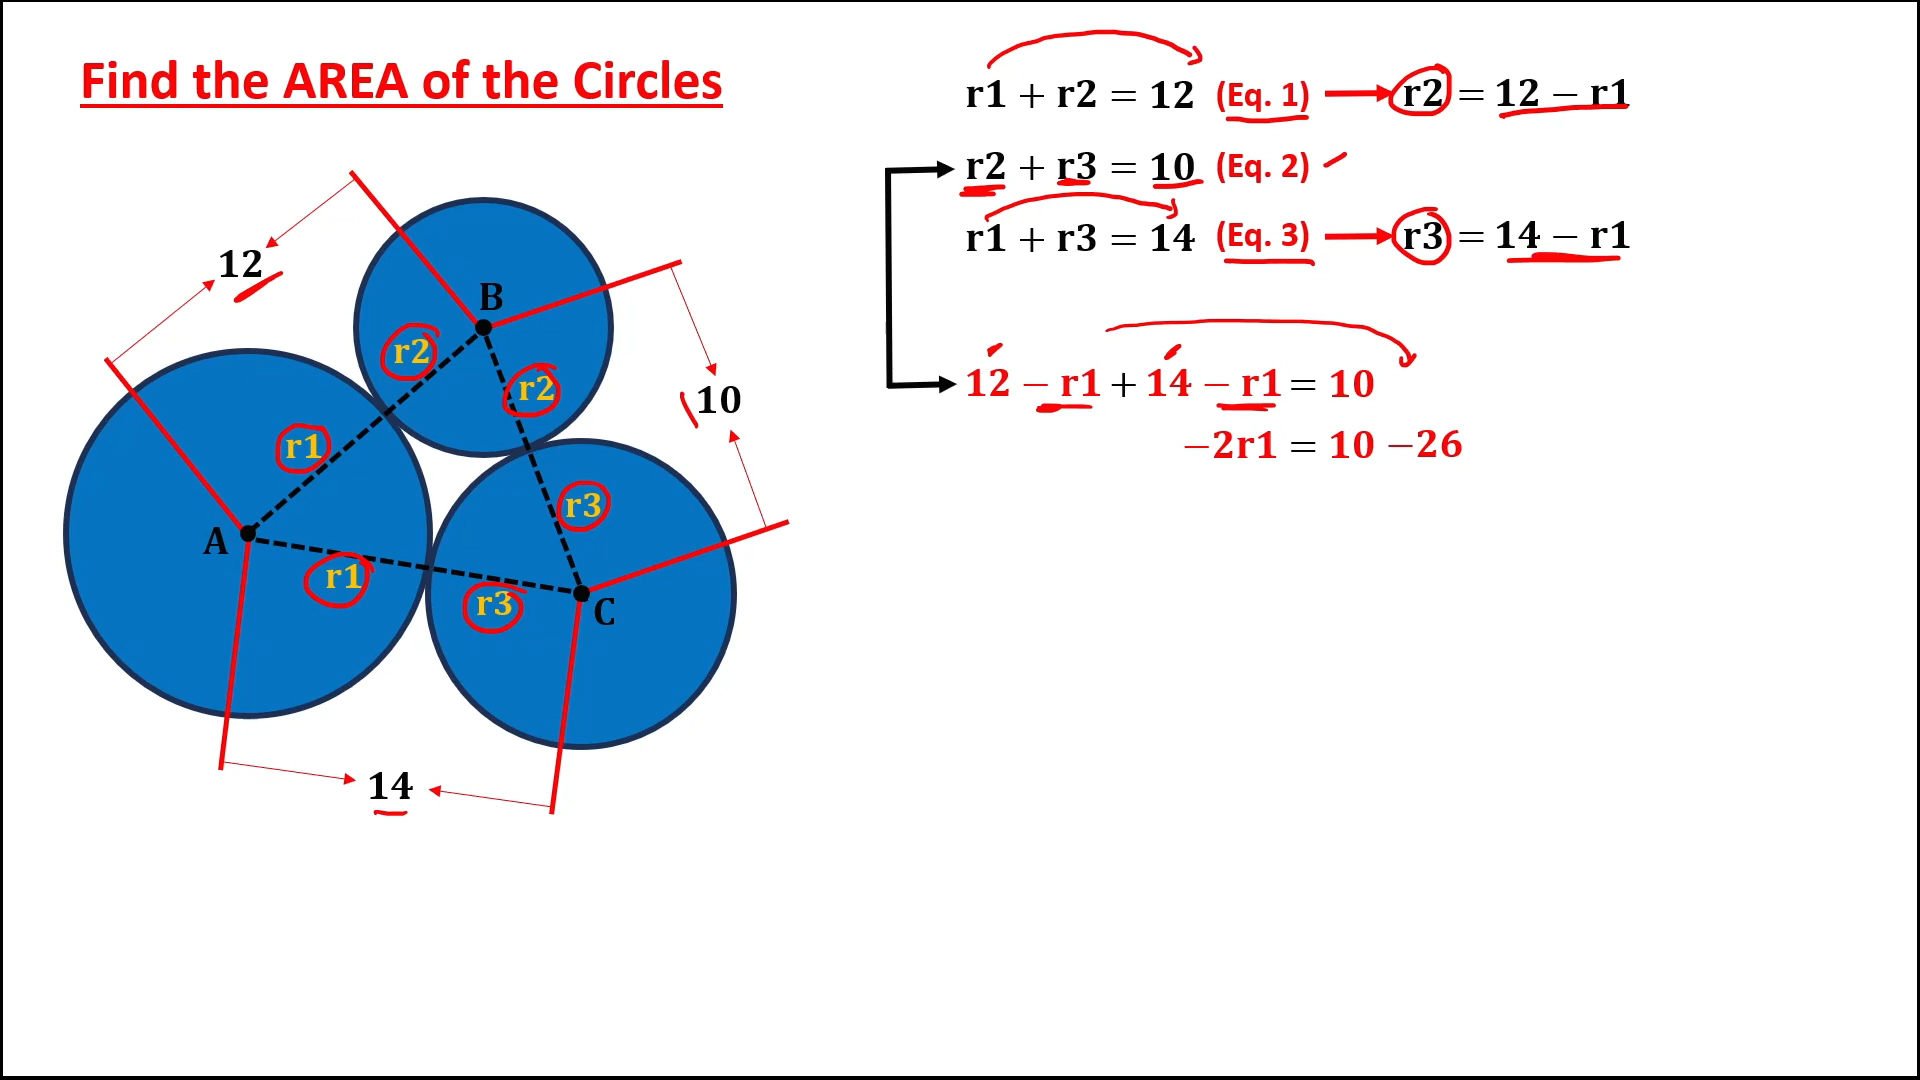 Find the AREA of the Circles
r1 + r2 = 12 (Eq. 1) r2 = 12 − r1
r2 + r3 = 10 (Eq. 2)
r1 + r3 = 14 (Eq. 3) r3 = 14 − r1
12 − r1 + 14 − r1 = 10
−2r1 = 10 −26
12
B
r2
r2
10
r1
r3
A
r1
r3
C
14